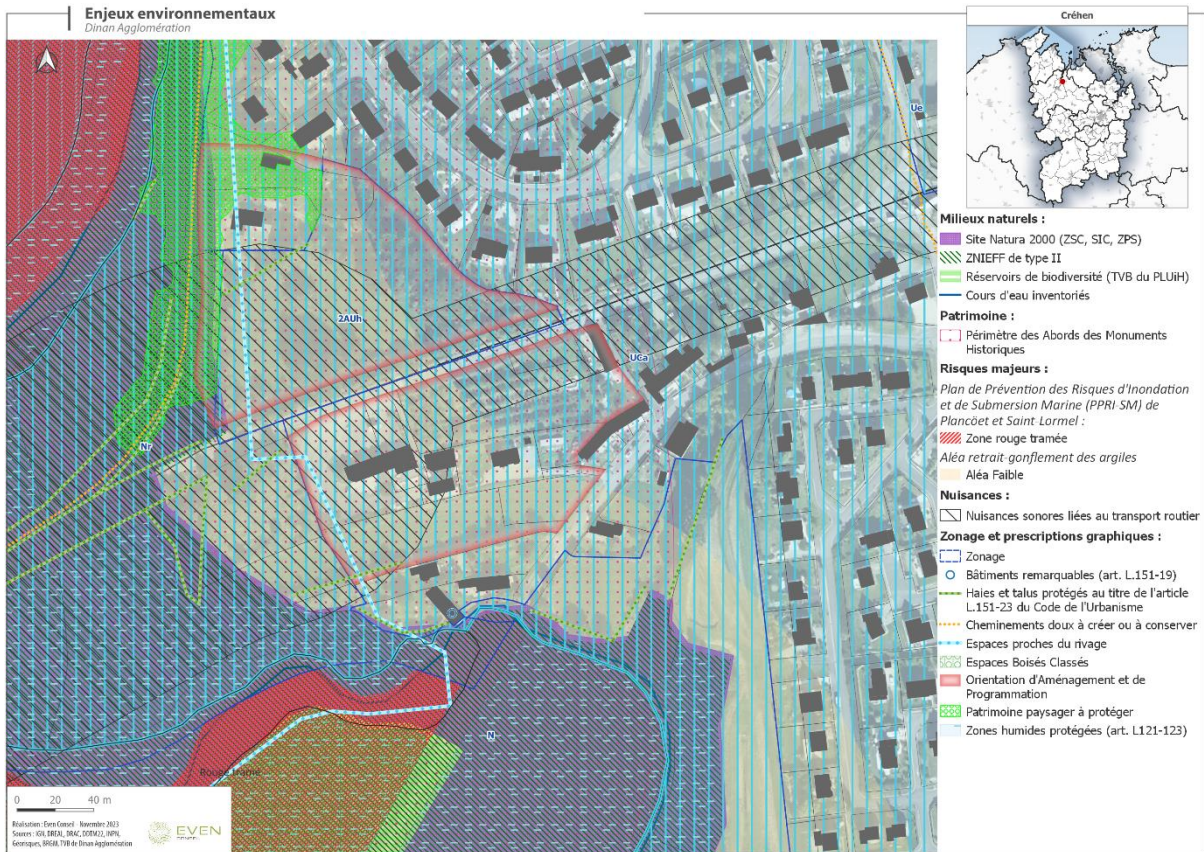 Enjeux environnementaux
Dinan Agglomération
Créhen
Ue
2AUh
UCa
Nr
N
Rouge tramé
0 20 40 m
Réalisation : Even Conseil - Novembre 2023
Sources : IGN, DREAL, DRAC, DDTM22, INPN,
Georisques, BRGM, TVB de Dinan Agglomération
EVEN
CONSEIL
Milieux naturels :
Site Natura 2000 (ZSC, SIC, ZPS)
ZNIEFF de type II
Réservoirs de biodiversité (TVB du PLUiH)
Cours d'eau inventoriés
Patrimoine :
Périmètre des Abords des Monuments
Historiques
Risques majeurs :
Plan de Prévention des Risques d'Inondation
et de Submersion Marine (PPRI-SM) de
Plancöet et Saint-Lormel :
Zone rouge tramée
Aléa retrait-gonflement des argiles
Aléa Faible
Nuisances :
Nuisances sonores liées au transport routier
Zonage et prescriptions graphiques :
Zonage
Bâtiments remarquables (art. L.151-19)
Haies et talus protégés au titre de l'article
L.151-23 du Code de l'Urbanisme
Cheminements doux à créer ou à conserver
Espaces proches du rivage
Espaces Boisés Classés
Orientation d'Aménagement et de
Programmation
Patrimoine paysager à protéger
Zones humides protégées (art. L121-123)